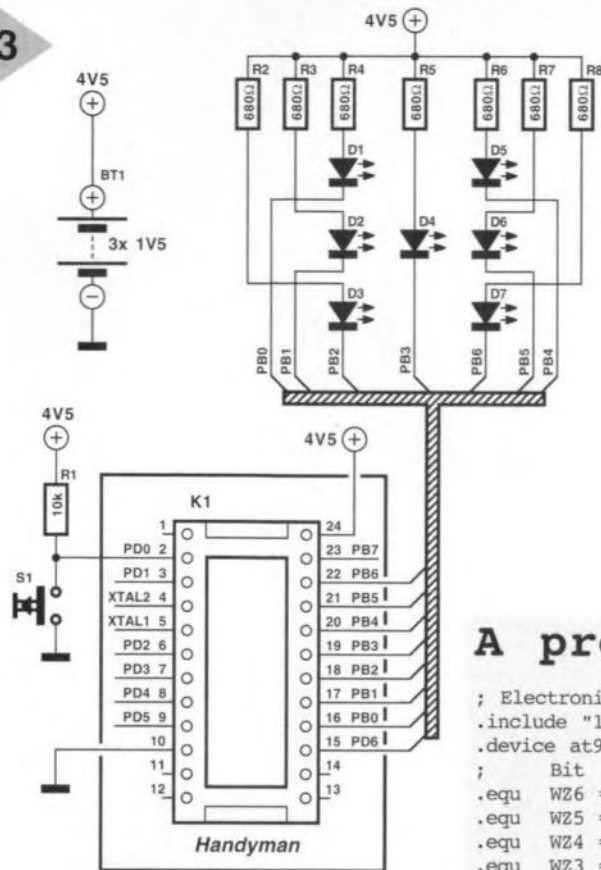 3
4V5
BT1
3x 1V5
4V5
R2 R3 R4 R5 R6 R7 R8
680Ω 680Ω 680Ω 680Ω 680Ω 680Ω 680Ω
D1 D5
D2 D4 D6
D3 D7
PB0 PB1 PB2 PB3 PB6 PB5 PB4
4V5
R1
10k
S1
4V5
K1
1 24
PD0 2 23 PB7
PD1 3 22 PB6
XTAL2 4 21 PB5
XTAL1 5 20 PB4
PD2 6 19 PB3
PD3 7 18 PB2
PD4 8 17 PB1
PD5 9 16 PB0
10 15 PD6
11 14
12 13
Handyman
A pro
; Electroni
.include "1
.device at9
; Bit
.equ WZ6 =
.equ WZ5 =
.equ WZ4 =
.equ WZ3 =